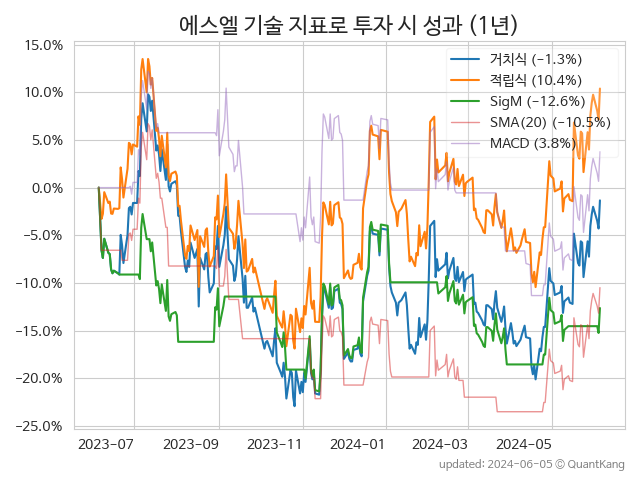 에스엘 기술 지표로 투자 시 성과 (1년)
15.0%
10.0%
5.0%
0.0%
−5.0%
−10.0%
−15.0%
−20.0%
−25.0%
거치식 (−1.3%)
적립식 (10.4%)
SigM (−12.6%)
SMA(20) (−10.5%)
MACD (3.8%)
2023-07
2023-09
2023-11
2024-01
2024-03
2024-05
updated: 2024-06-05 © QuantKang